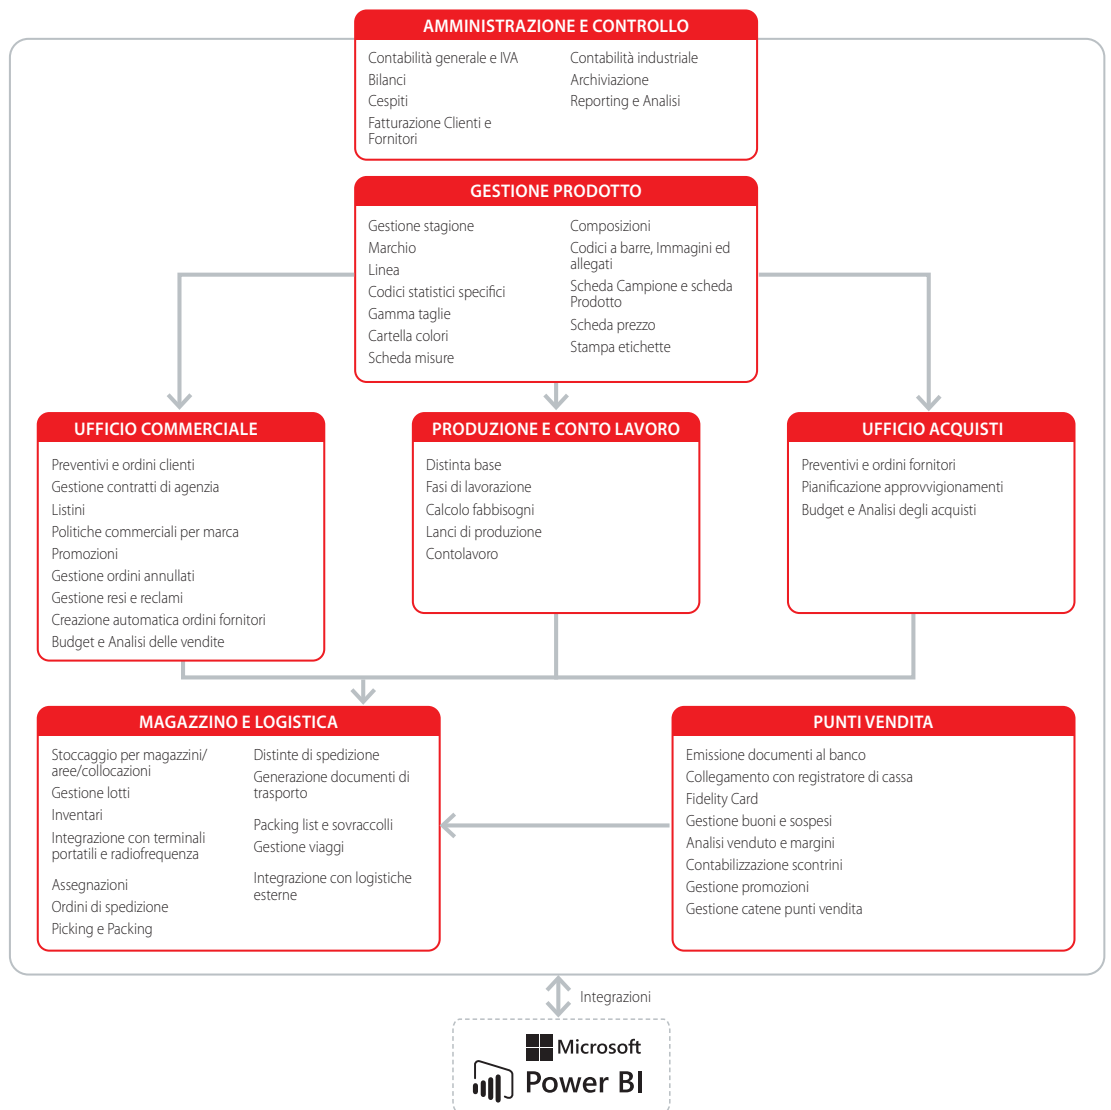 AMMINISTRAZIONE E CONTROLLO
Contabilità generale e IVA
Bilanci
Cespiti
Fatturazione Clienti e
Fornitori
Contabilità industriale
Archiviazione
Reporting e Analisi
GESTIONE PRODOTTO
Gestione stagione
Marchio
Linea
Codici statistici specifici
Gamma taglie
Cartella colori
Scheda misure
Composizioni
Codici a barre, Immagini ed
allegati
Scheda Campione e scheda
Prodotto
Scheda prezzo
Stampa etichette
UFFICIO COMMERCIALE
Preventivi e ordini clienti
Gestione contratti di agenzia
Listini
Politiche commerciali per marca
Promozioni
Gestione ordini annullati
Gestione resi e reclami
Creazione automatica ordini fornitori
Budget e Analisi delle vendite
PRODUZIONE E CONTO LAVORO
Distinta base
Fasi di lavorazione
Calcolo fabbisogni
Lanci di produzione
Contolavoro
UFFICIO ACQUISTI
Preventivi e ordini fornitori
Pianificazione approvvigionamenti
Budget e Analisi degli acquisti
MAGAZZINO E LOGISTICA
Stoccaggio per magazzini/
aree/collocazioni
Gestione lotti
Inventari
Integrazione con terminali
portatili e radiofrequenza
Assegnazioni
Ordini di spedizione
Picking e Packing
Distinte di spedizione
Generazione documenti di
trasporto
Packing list e sovraccolli
Gestione viaggi
Integrazione con logistiche
esterne
PUNTI VENDITA
Emissione documenti al banco
Collegamento con registratore di cassa
Fidelity Card
Gestione buoni e sospesi
Analisi venduto e margini
Contabilizzazione scontrini
Gestione promozioni
Gestione catene punti vendita
Integrazioni
Microsoft
Power BI